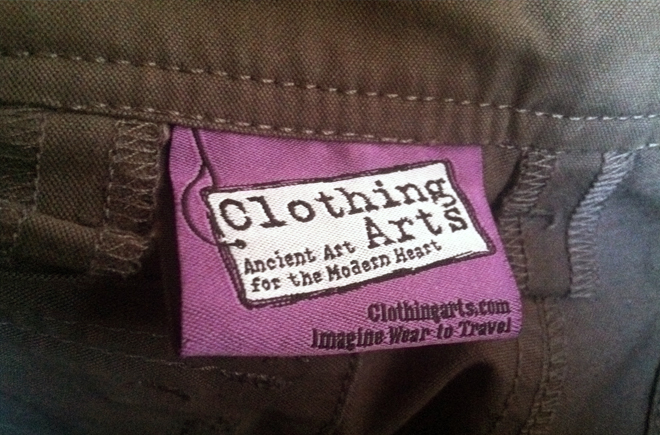 Clothing
Arts
Ancient Art
for the Modern Heart
Clothingarts.com
Imagine Wear to Travel